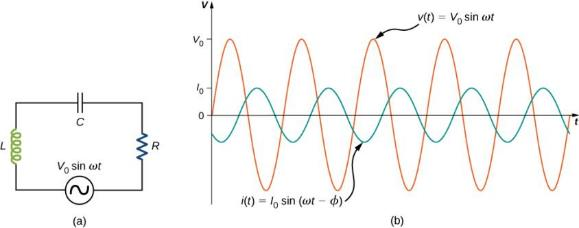 C
L
R
V₀ sin ωt
(a)
V
V₀
I₀
0
v(t) = V₀ sin ωt
t
i(t) = I₀ sin (ωt – ϕ)
(b)